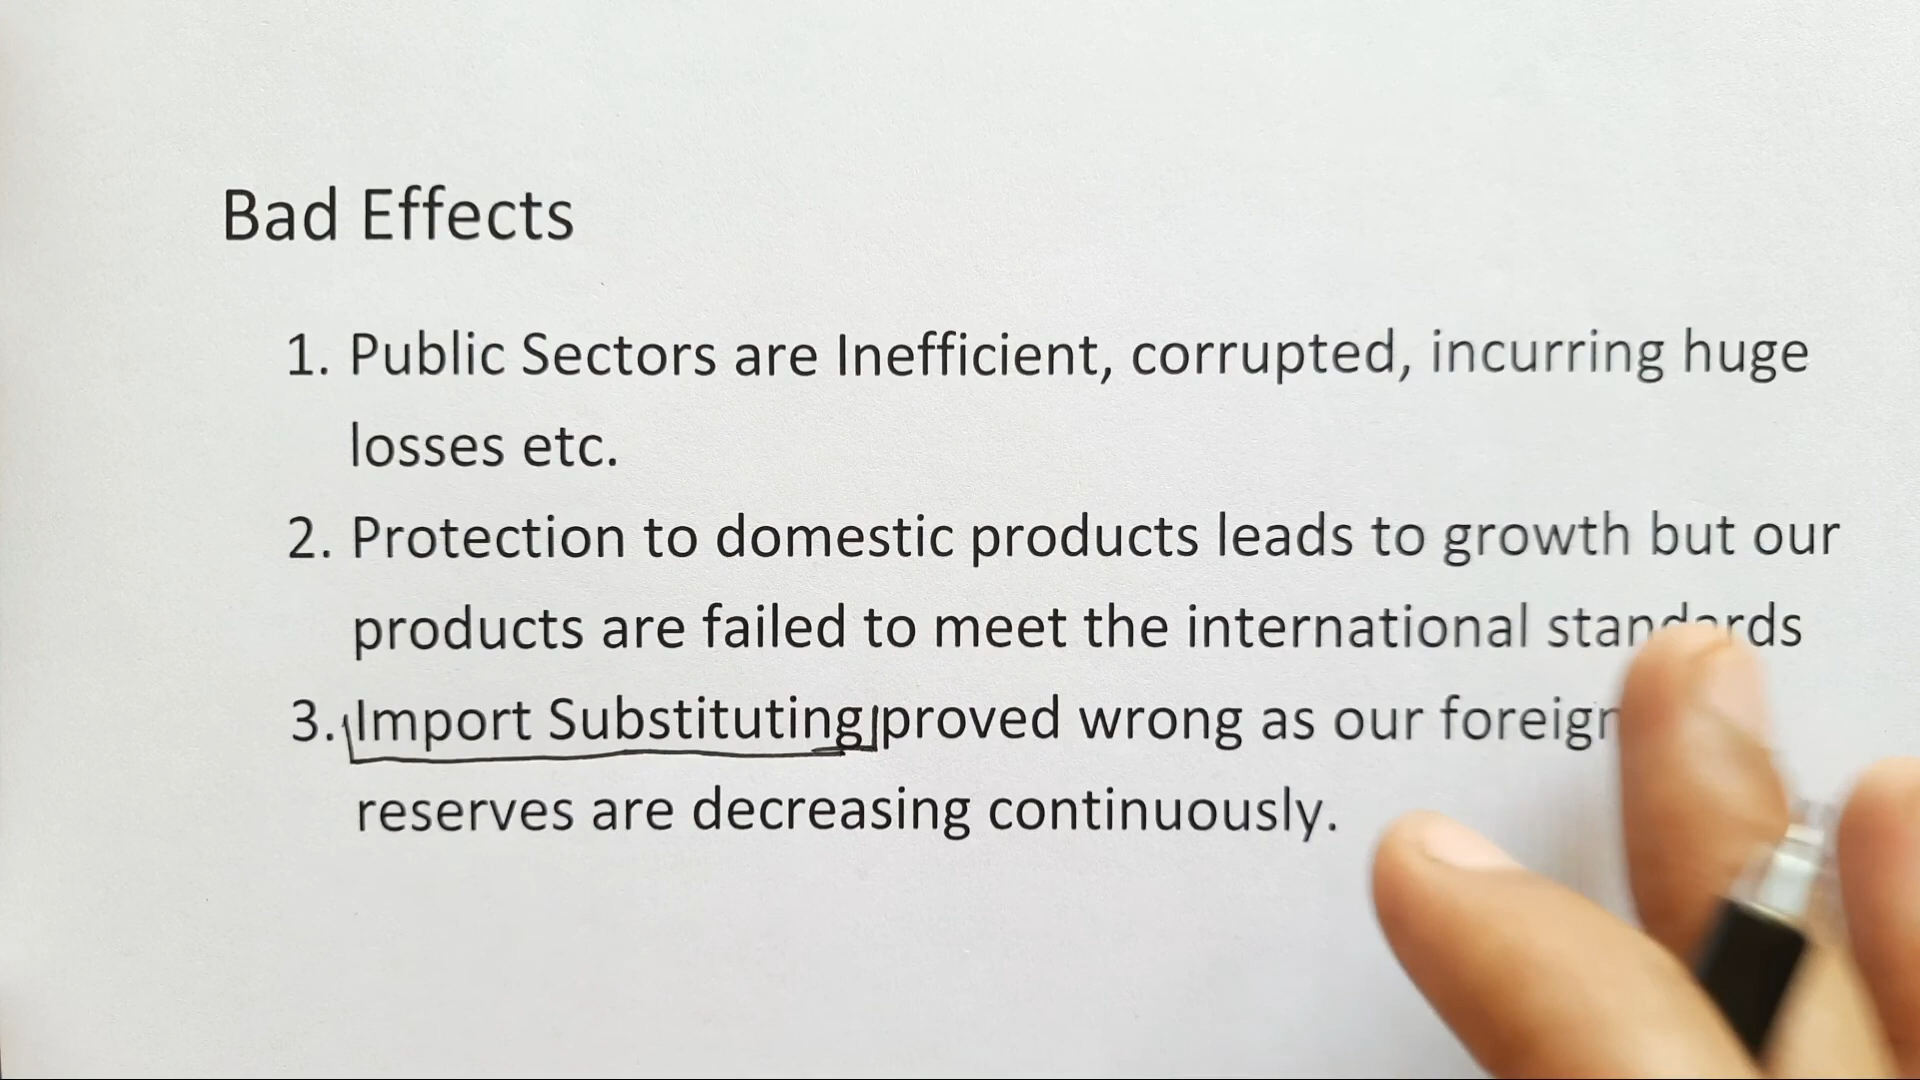 Bad Effects
1. Public Sectors are Inefficient, corrupted, incurring huge
losses etc.
2. Protection to domestic products leads to growth but our
products are failed to meet the international standards
3. Import Substituting proved wrong as our foreign
reserves are decreasing continuously.